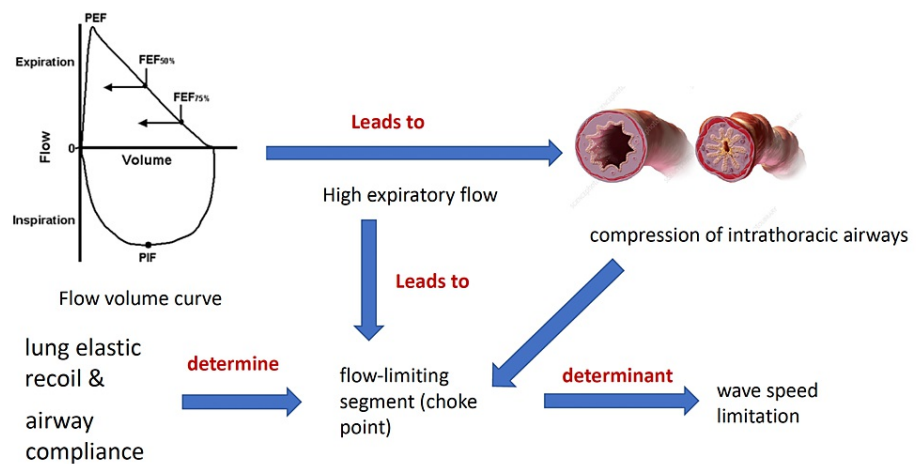 PEF
Expiration
FEF50%
FEF75%
Flow
0
Volume
Inspiration
PIF
Flow volume curve
Leads to
High expiratory flow
compression of intrathoracic airways
Leads to
lung elastic
recoil &
airway
compliance
determine
flow-limiting
segment (choke
point)
determinant
wave speed
limitation